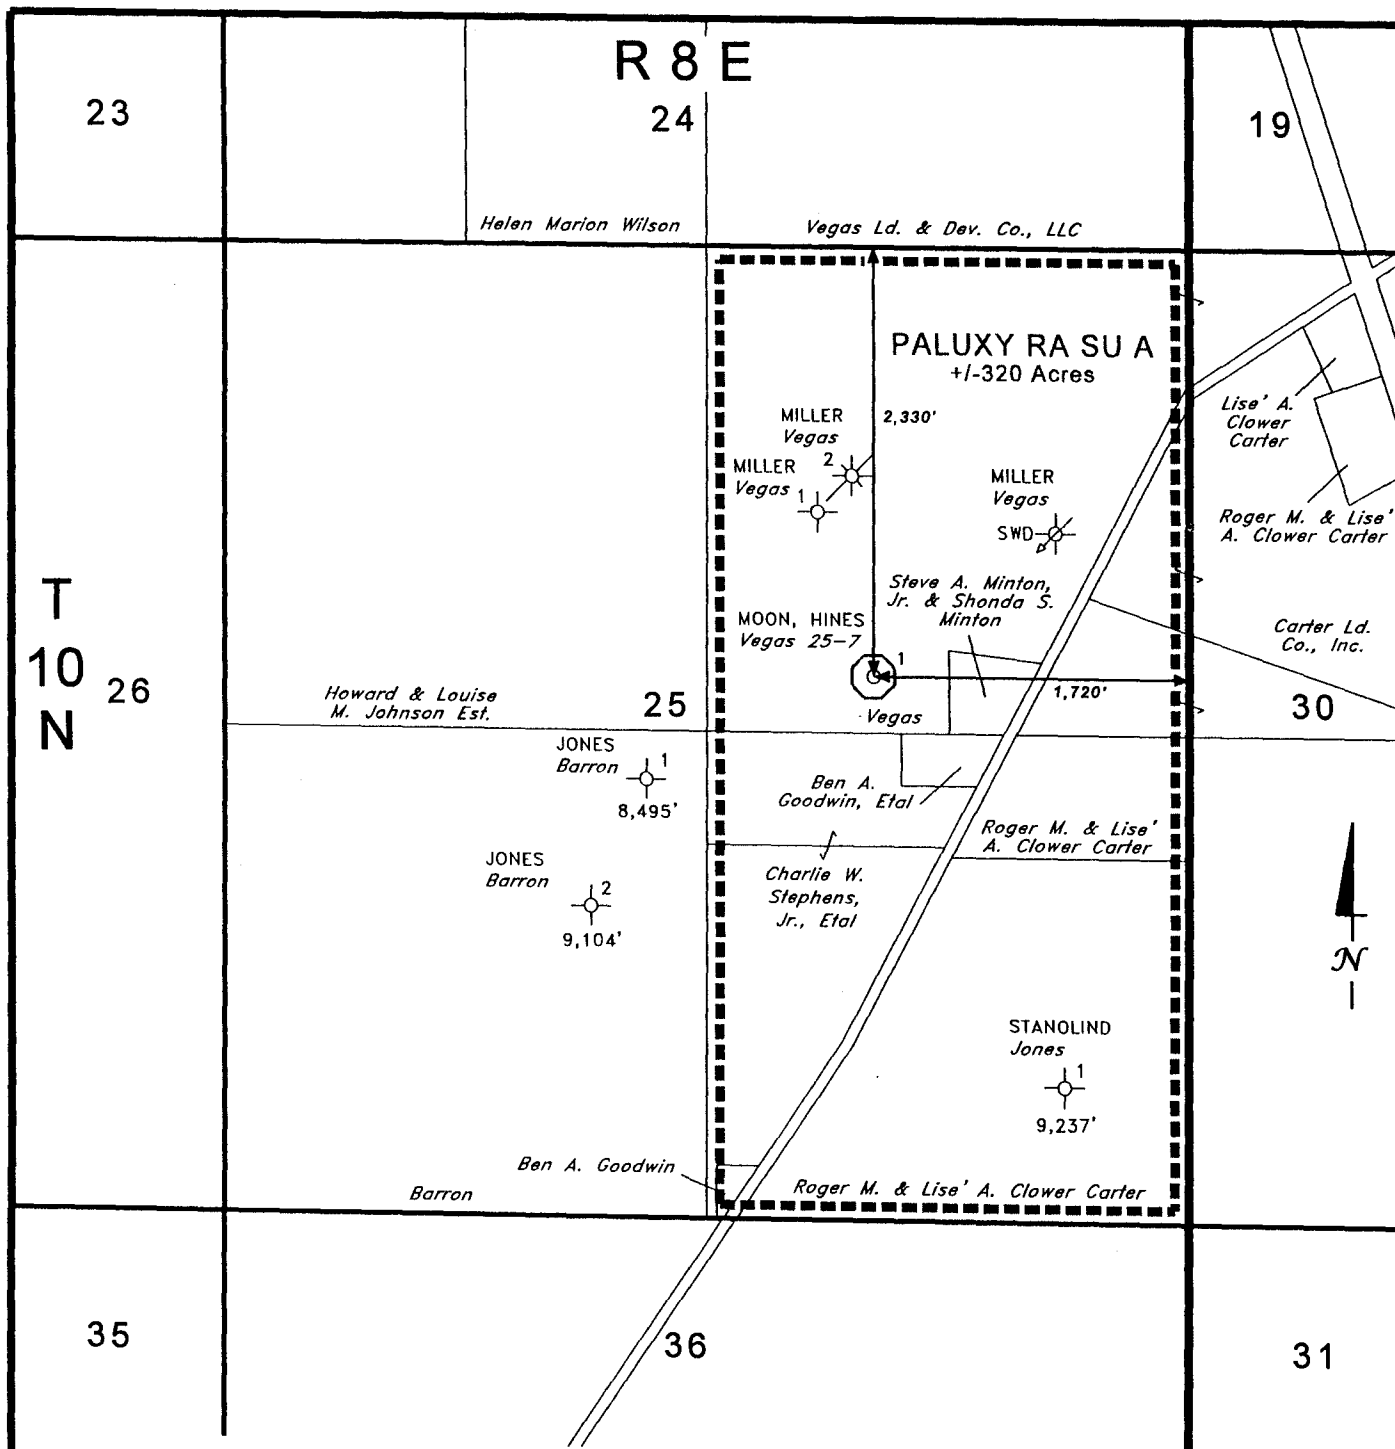 R 8 E
23
24
19
Helen Marion Wilson
Vegas Ld. & Dev. Co., LLC
PALUXY RA SU A
+/-320 Acres
MILLER
Vegas
2
2,330'
MILLER
Vegas
1
MILLER
Vegas
SWD
Lise' A.
Clower
Carter
Roger M. & Lise'
A. Clower Carter
T
10
N
26
Steve A. Minton,
Jr. & Shonda S.
Minton
MOON, HINES
Vegas 25-7
1
1,720'
Vegas
Carter Ld.
Co., Inc.
30
Howard & Louise
M. Johnson Est.
25
JONES
Barron
1
8,495'
Ben A.
Goodwin, Etal
Roger M. & Lise'
A. Clower Carter
JONES
Barron
2
9,104'
Charlie W.
Stephens,
Jr., Etal
N
STANOLIND
Jones
1
9,237'
Ben A. Goodwin
Barron
Roger M. & Lise' A. Clower Carter
35
36
31